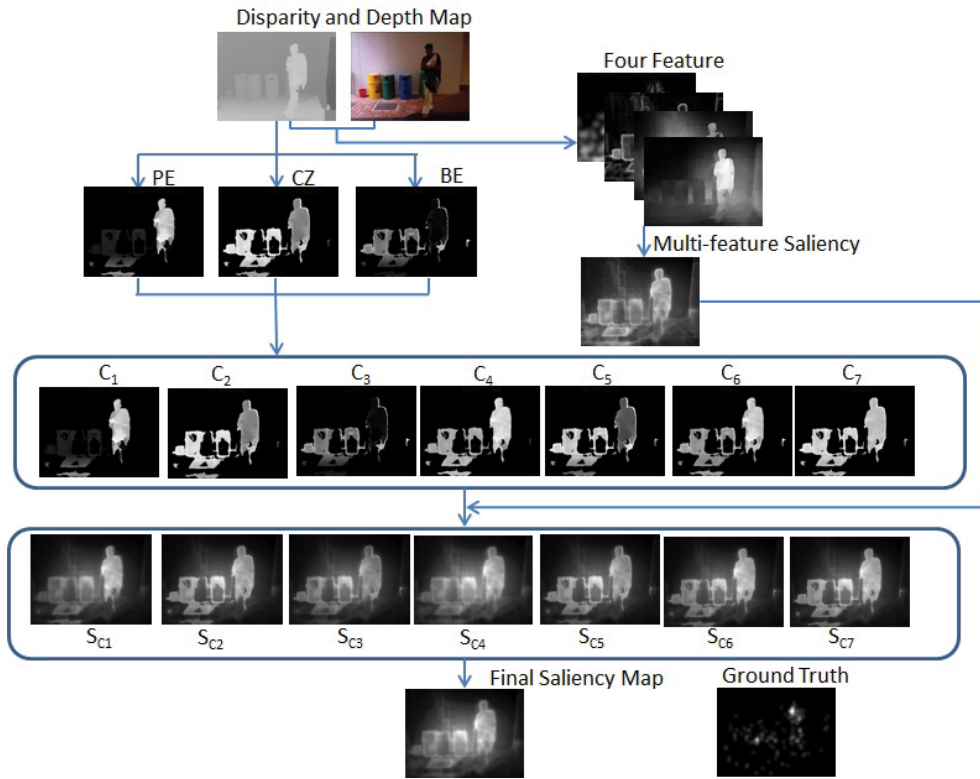 Disparity and Depth Map
Four Feature
PE
CZ
BE
Multi-feature Saliency
C1
C2
C3
C4
C5
C6
C7
SC1
SC2
SC3
SC4
SC5
SC6
SC7
Final Saliency Map
Ground Truth